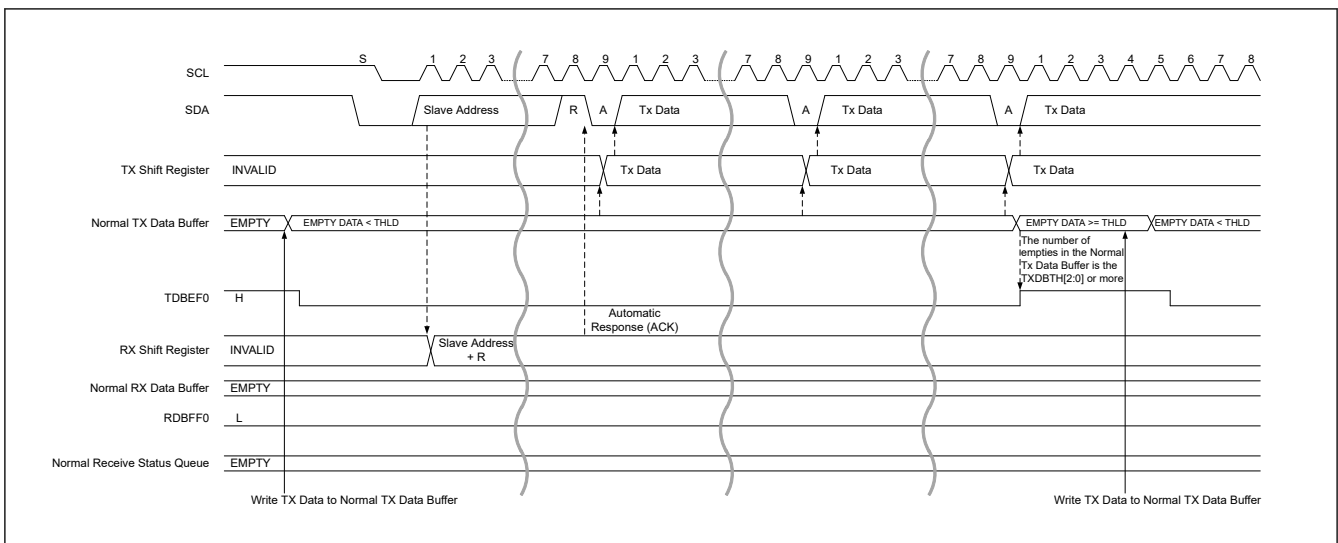 S 1 2 3 7 8 9 1 2 3 7 8 9 1 2 3 7 8 9 1 2 3 4 5 6 7 8
SCL
SDA Slave Address R A Tx Data A Tx Data A Tx Data
TX Shift Register INVALID Tx Data Tx Data Tx Data
Normal TX Data Buffer EMPTY EMPTY DATA < THLD EMPTY DATA >= THLD EMPTY DATA < THLD
The number of
empties in the Normal
Tx Data Buffer is the
TXDBTH[2:0] or more
TDBEF0 H
Automatic
Response (ACK)
RX Shift Register INVALID Slave Address
+ R
Normal RX Data Buffer EMPTY
RDBFF0 L
Normal Receive Status Queue EMPTY
Write TX Data to Normal TX Data Buffer Write TX Data to Normal TX Data Buffer